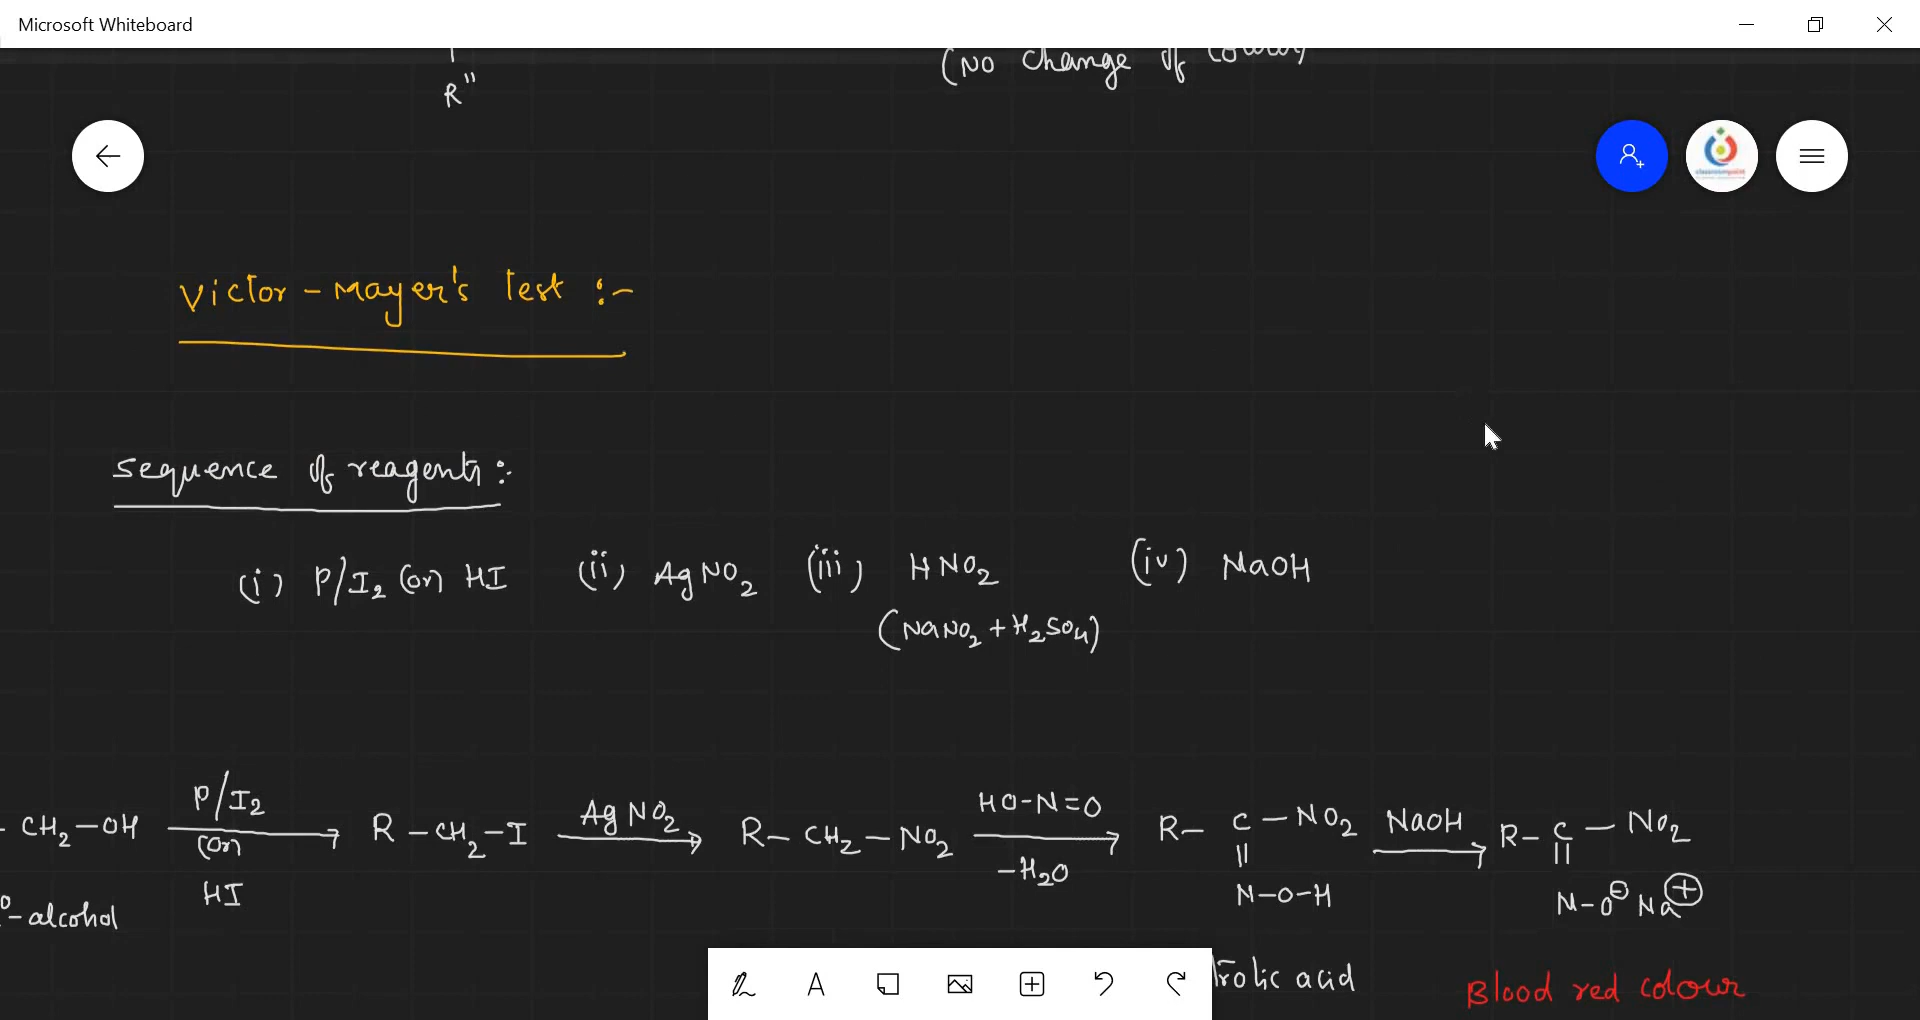 Microsoft Whiteboard
R"
(No change of colour)
classroompoint
Victor-Mayer's Test :-
Sequence of reagents :-
(i) P/I2 (or) HI (ii) AgNO2 (iii) HNO2 (iv) NaOH
(NaNO2 + H2SO4)
- CH2-OH P/I2 (or) HI → R-CH2-I AgNO2 → R-CH2-NO2 HO-N=O -H2O → R-C-NO2 NaOH → R-C-NO2
|| ||
N-O-H N-O⊖ Na⊕
º-alcohol
trolic acid
Blood red colour